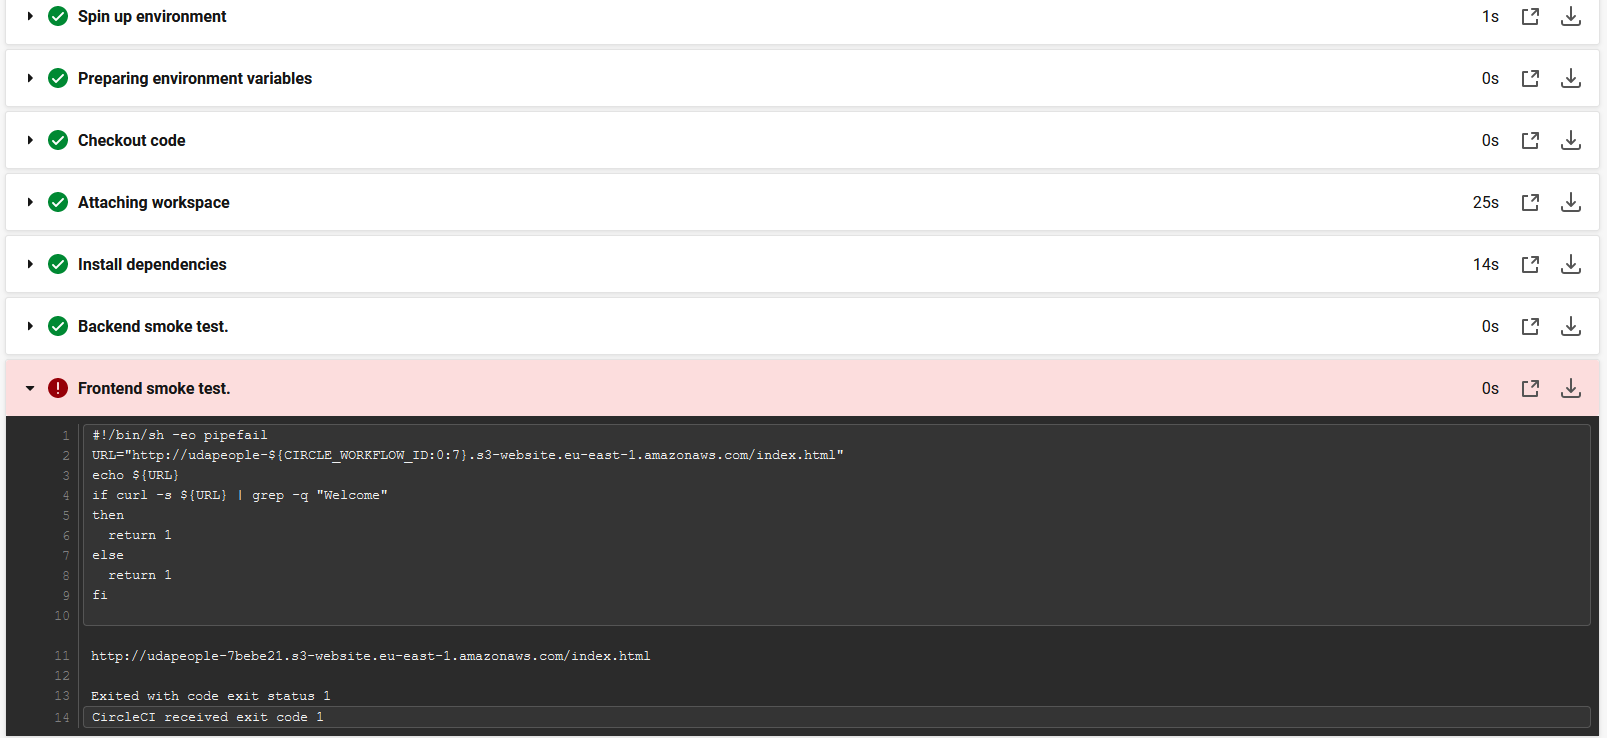 Spin up environment 1s
Preparing environment variables 0s
Checkout code 0s
Attaching workspace 25s
Install dependencies 14s
Backend smoke test. 0s
Frontend smoke test. 0s
1 #!/bin/sh -eo pipefail
2 URL="http://udapeople-${CIRCLE_WORKFLOW_ID:0:7}.s3-website.eu-east-1.amazonaws.com/index.html"
3 echo ${URL}
4 if curl -s ${URL} | grep -q "Welcome"
5 then
6   return 1
7 else
8   return 1
9 fi
10
11 http://udapeople-7bebe21.s3-website.eu-east-1.amazonaws.com/index.html
12
13 Exited with code exit status 1
14 CircleCI received exit code 1